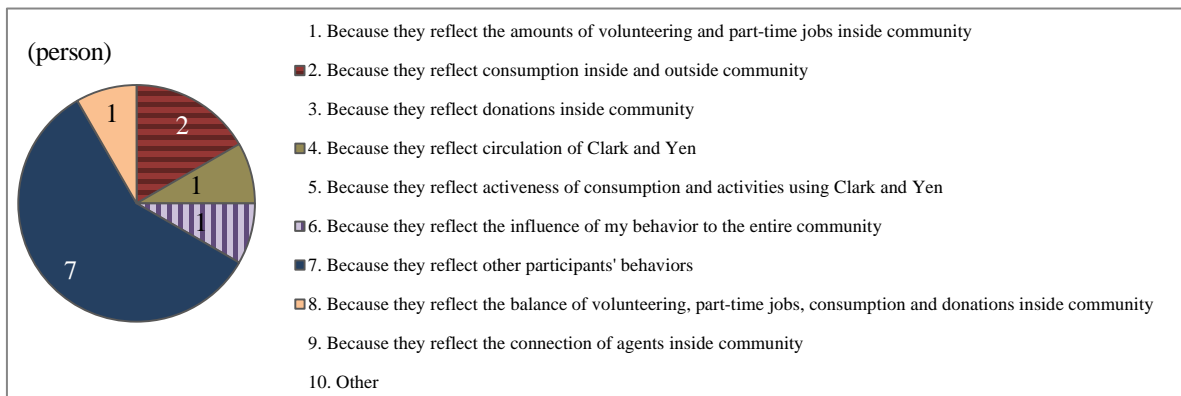 (person)
1
2
1
1
7
1. Because they reflect the amounts of volunteering and part-time jobs inside community
2. Because they reflect consumption inside and outside community
3. Because they reflect donations inside community
4. Because they reflect circulation of Clark and Yen
5. Because they reflect activeness of consumption and activities using Clark and Yen
6. Because they reflect the influence of my behavior to the entire community
7. Because they reflect other participants' behaviors
8. Because they reflect the balance of volunteering, part-time jobs, consumption and donations inside community
9. Because they reflect the connection of agents inside community
10. Other